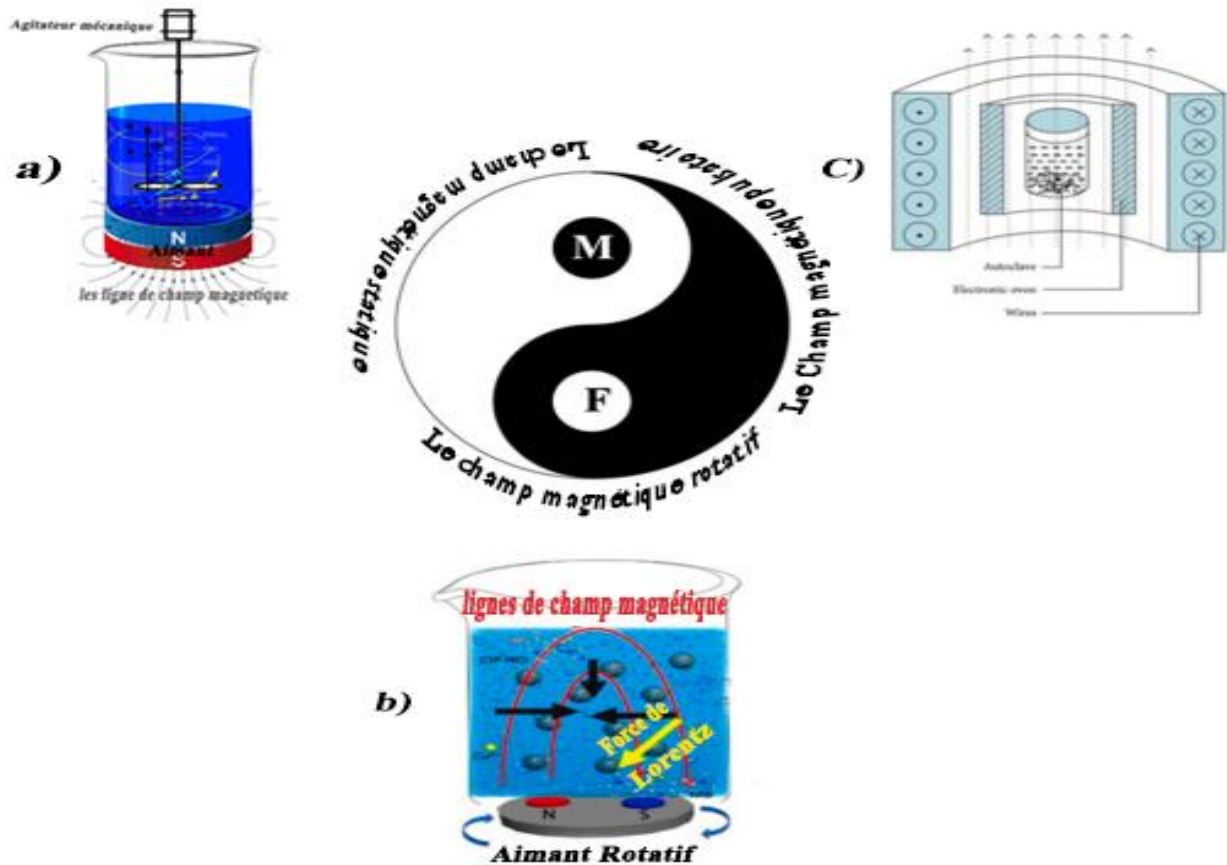 Agitateur mécanique
a)
N
Aimant
S
les ligne de champ magnetique
C)
Autoclave
Electronic oven
Wires
Le champ magnétique statique
Le Champ magnétique
M
F
Le champ magnétique rotatif
b)
lignes de champ magnétique
Force de
Lorentz
N
S
Aimant Rotatif